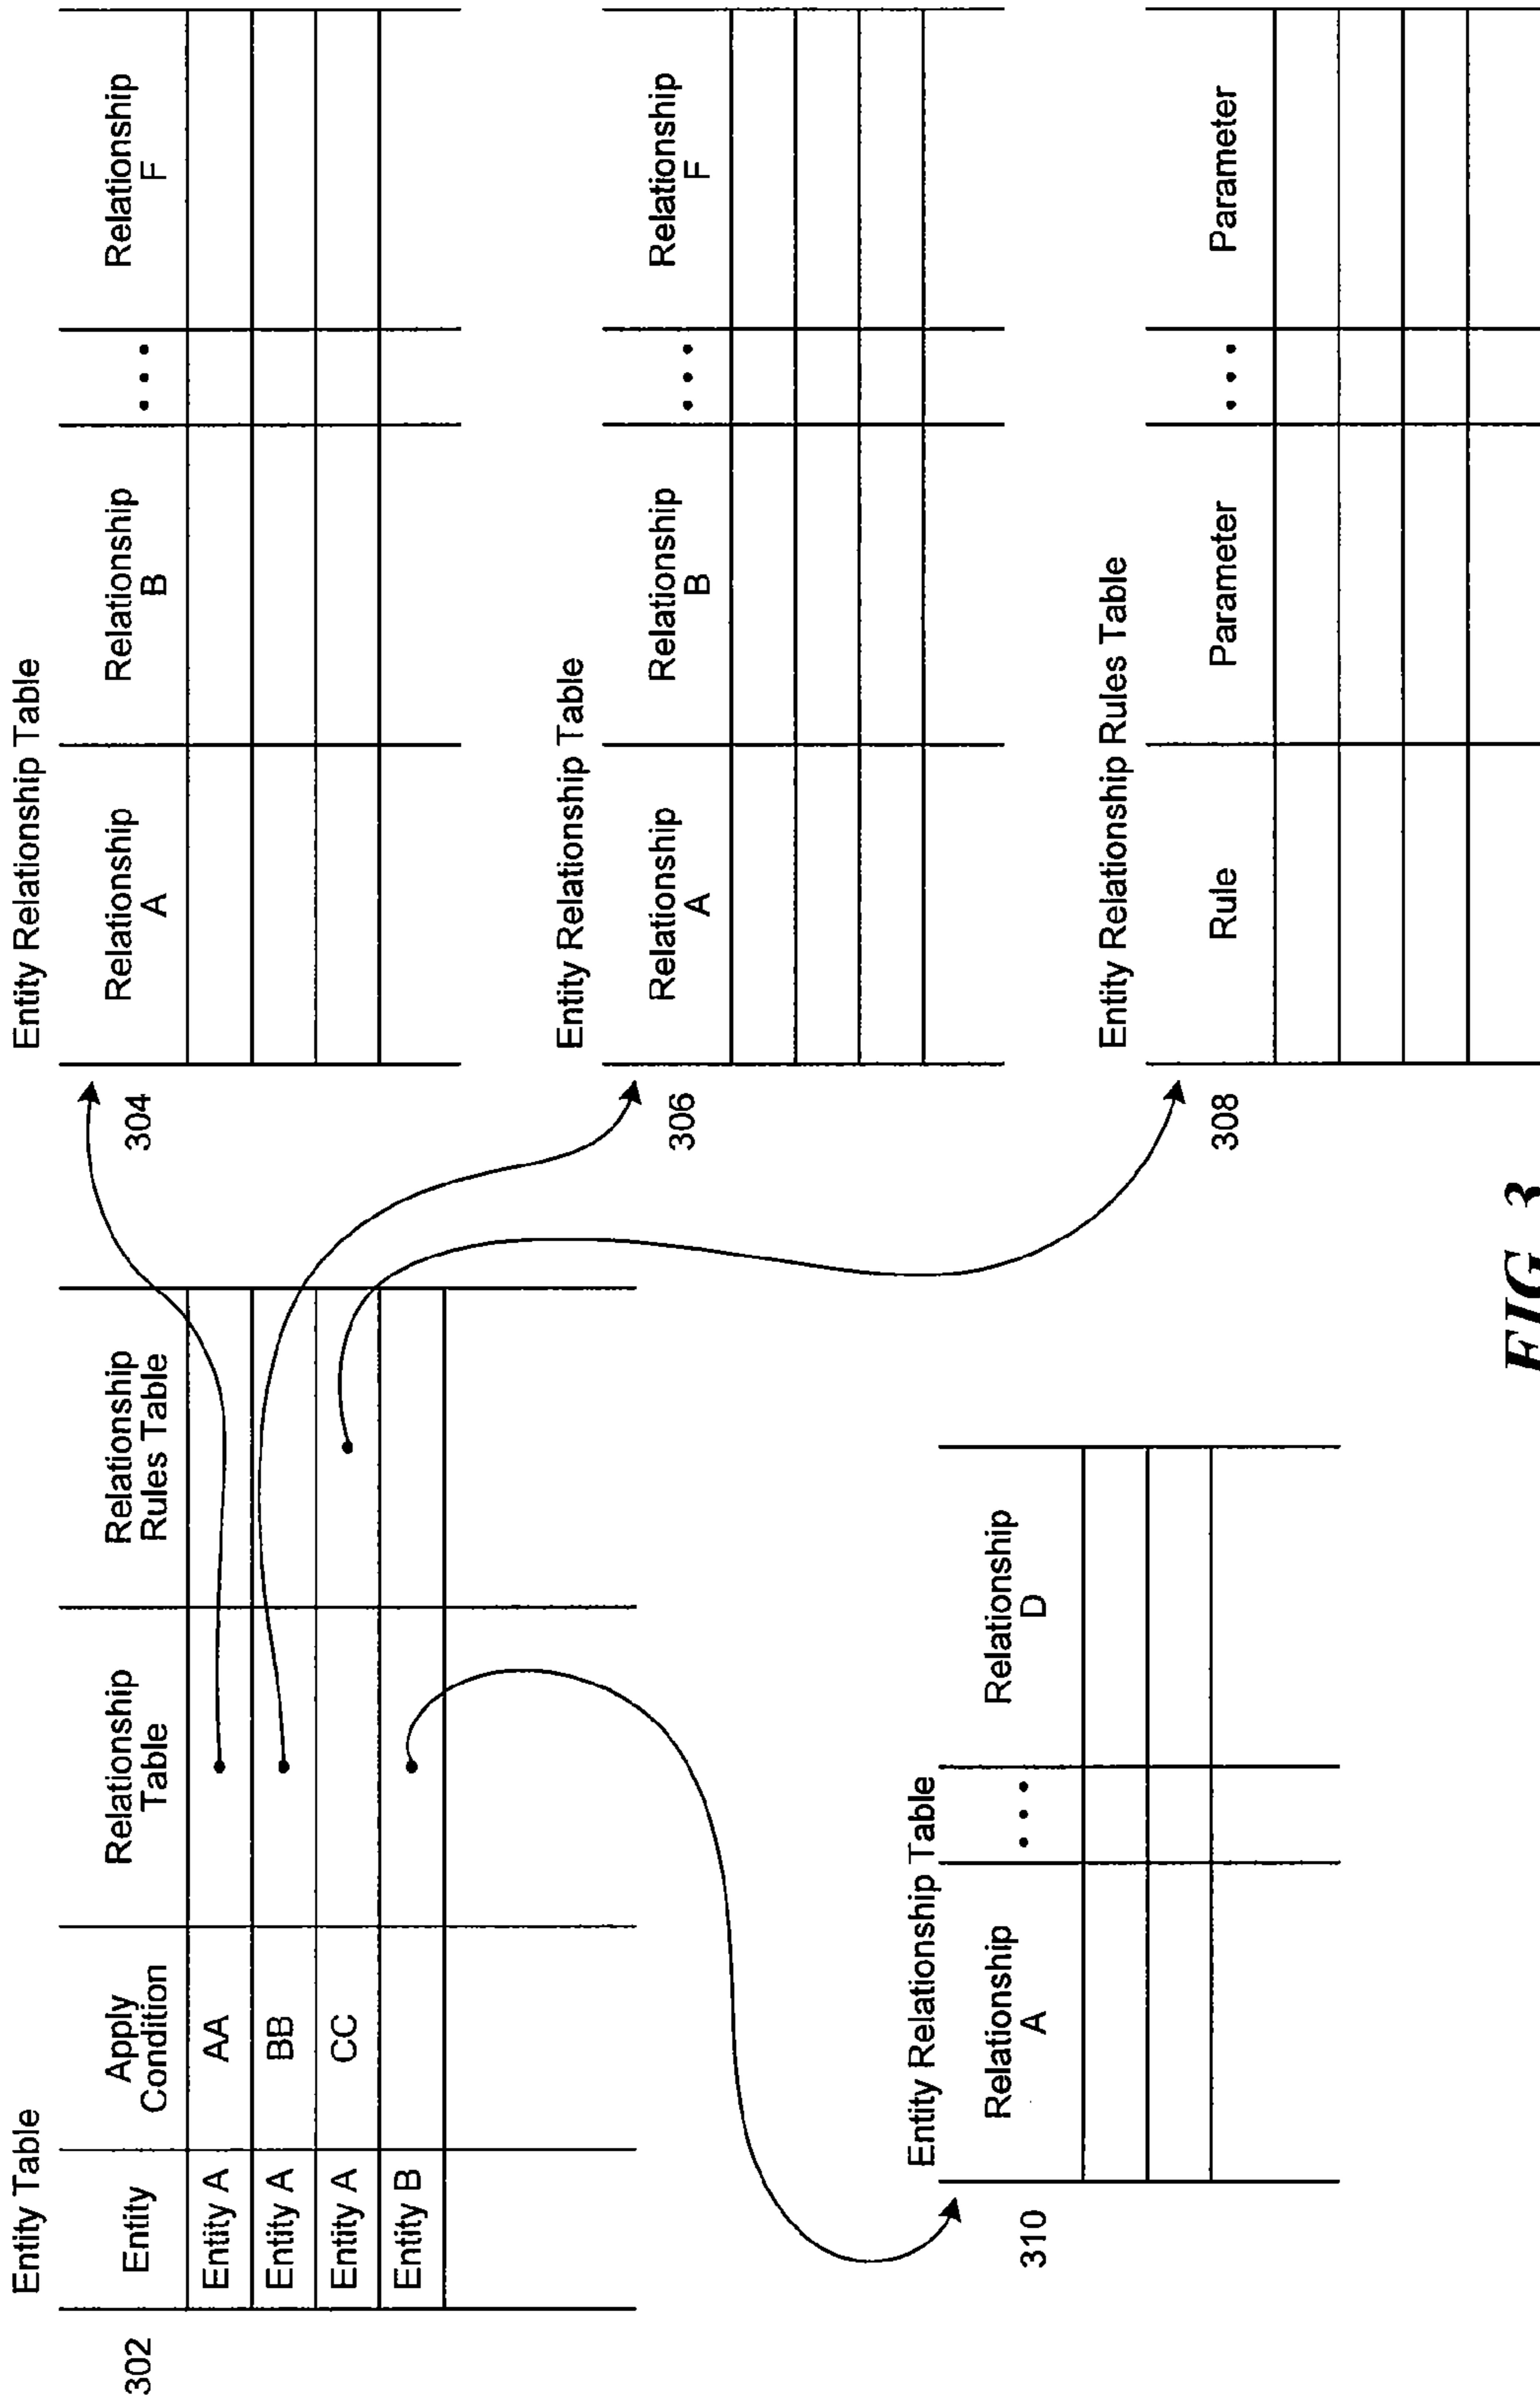 Entity Table
302
Entity
Apply
Condition
Relationship
Table
Relationship
Rules Table
Entity A
AA
Entity A
BB
Entity A
CC
Entity B
Entity Relationship Table
304
Relationship
A
Relationship
B
• • •
Relationship
F
Entity Relationship Table
306
Relationship
A
Relationship
B
• • •
Relationship
F
Entity Relationship Rules Table
308
Rule
Parameter
• • •
Parameter
Entity Relationship Table
310
Relationship
A
• • •
Relationship
D
FIG. 3